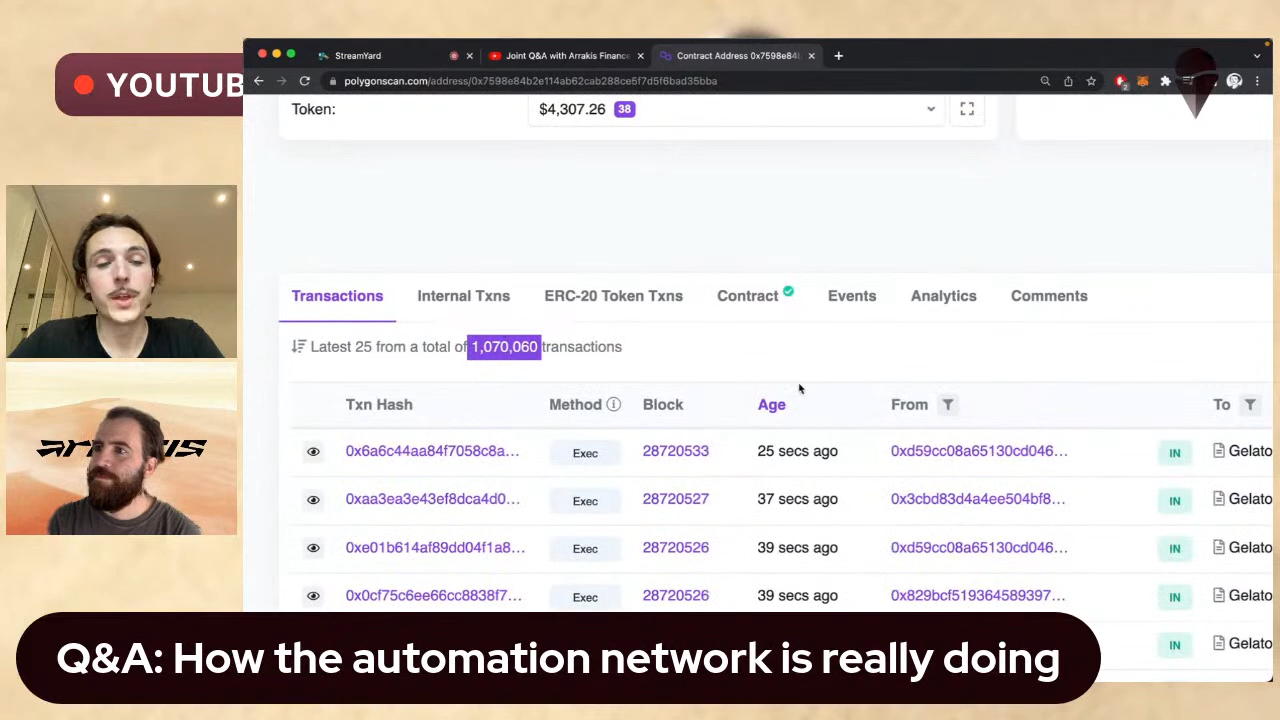 YOUTUB
StreamYard
Joint Q&A with Arrakis Finance
Contract Address 0x7598e84b
polygonscan.com/address/0x7598e84b2e114ab62cab288ce5f7d5f6bad35bba
2
Token:
$4,307.26 38
Transactions Internal Txns ERC-20 Token Txns Contract Events Analytics Comments
Latest 25 from a total of 1,070,060 transactions
Txn Hash Method Block Age From To
0x6a6c44aa84f7058c8a... Exec 28720533 25 secs ago 0xd59cc08a65130cd046... IN Gelato
0xaa3ea3e43ef8dca4d0... Exec 28720527 37 secs ago 0x3cbd83d4a4ee504bf8... IN Gelato
0xe01b614af89dd04f1a8... Exec 28720526 39 secs ago 0xd59cc08a65130cd046... IN Gelato
0x0cf75c6ee66cc8838f7... Exec 28720526 39 secs ago 0x829bcf519364589397... IN Gelato
IN Gelato
Q&A: How the automation network is really doing